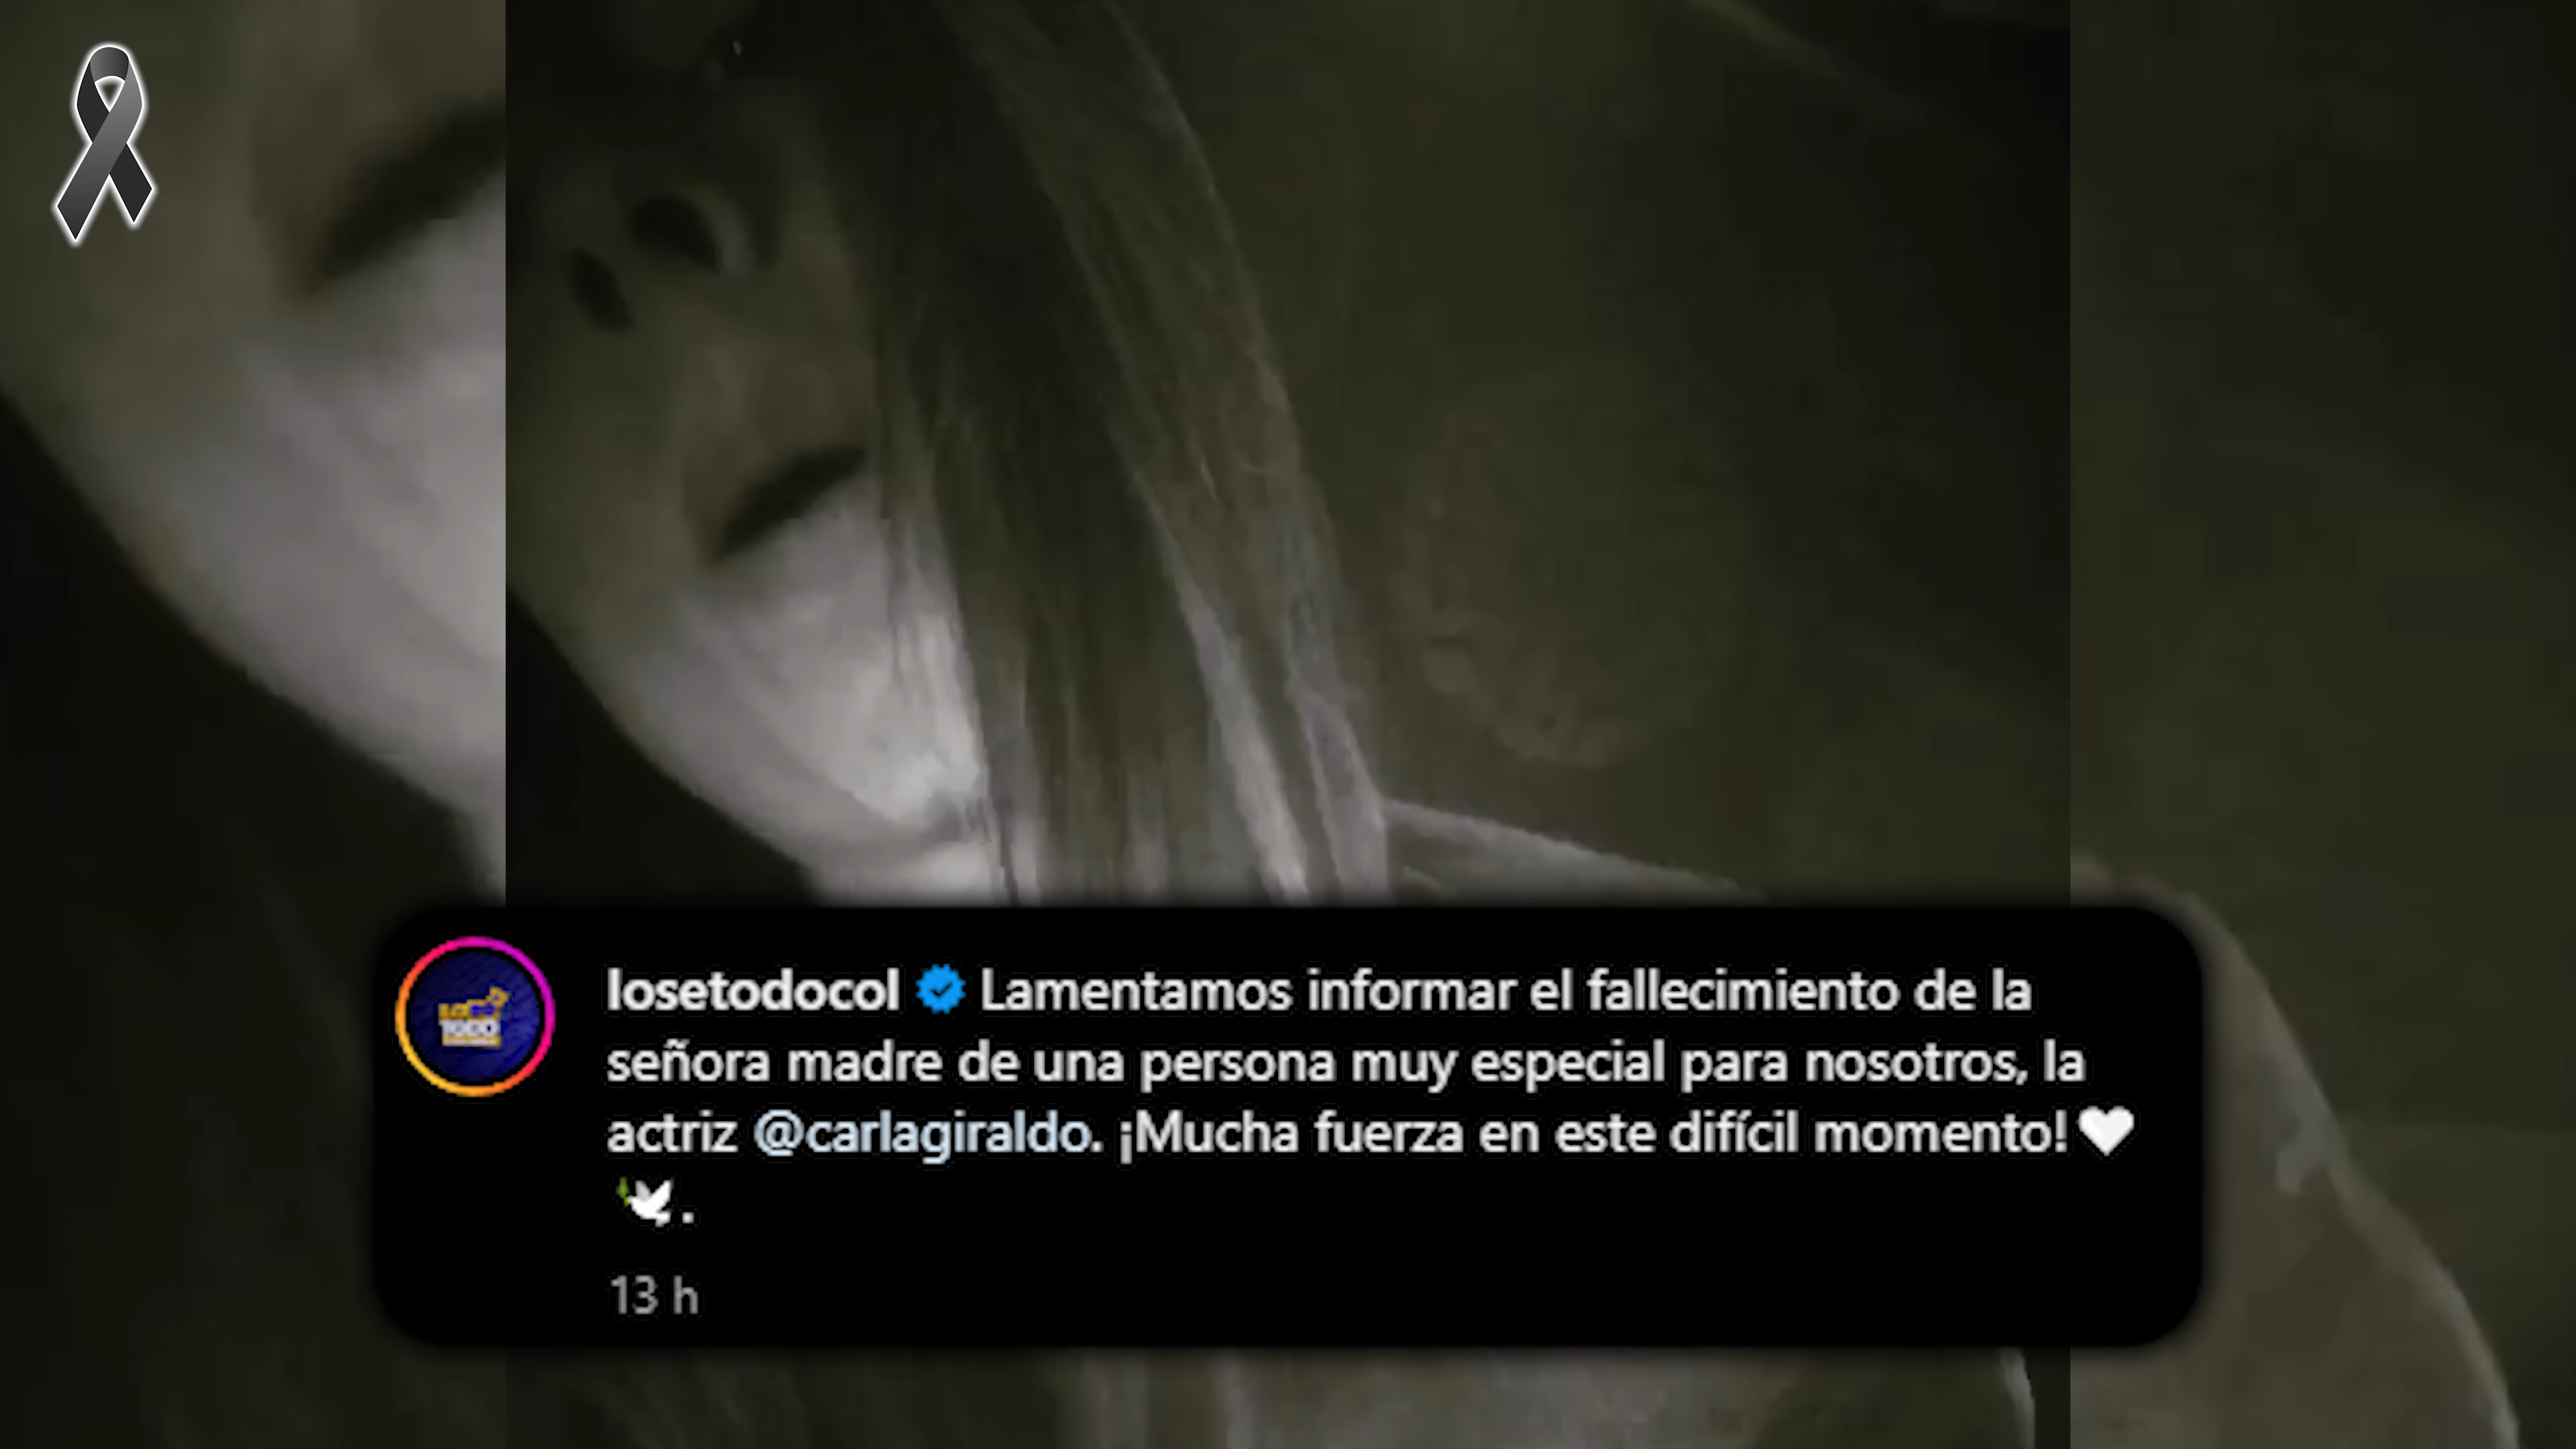 losetodocol Lamentamos informar el fallecimiento de la
señora madre de una persona muy especial para nosotros, la
actriz @carlagiraldo. ¡Mucha fuerza en este difícil momento!🤍
🕊️.
13 h